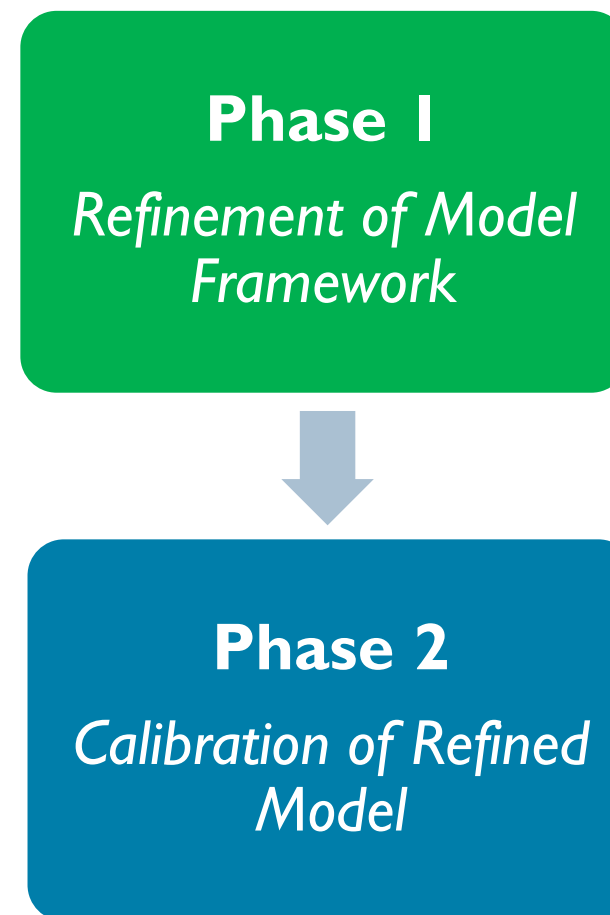 Phase 1
Refinement of Model
Framework
Phase 2
Calibration of Refined
Model